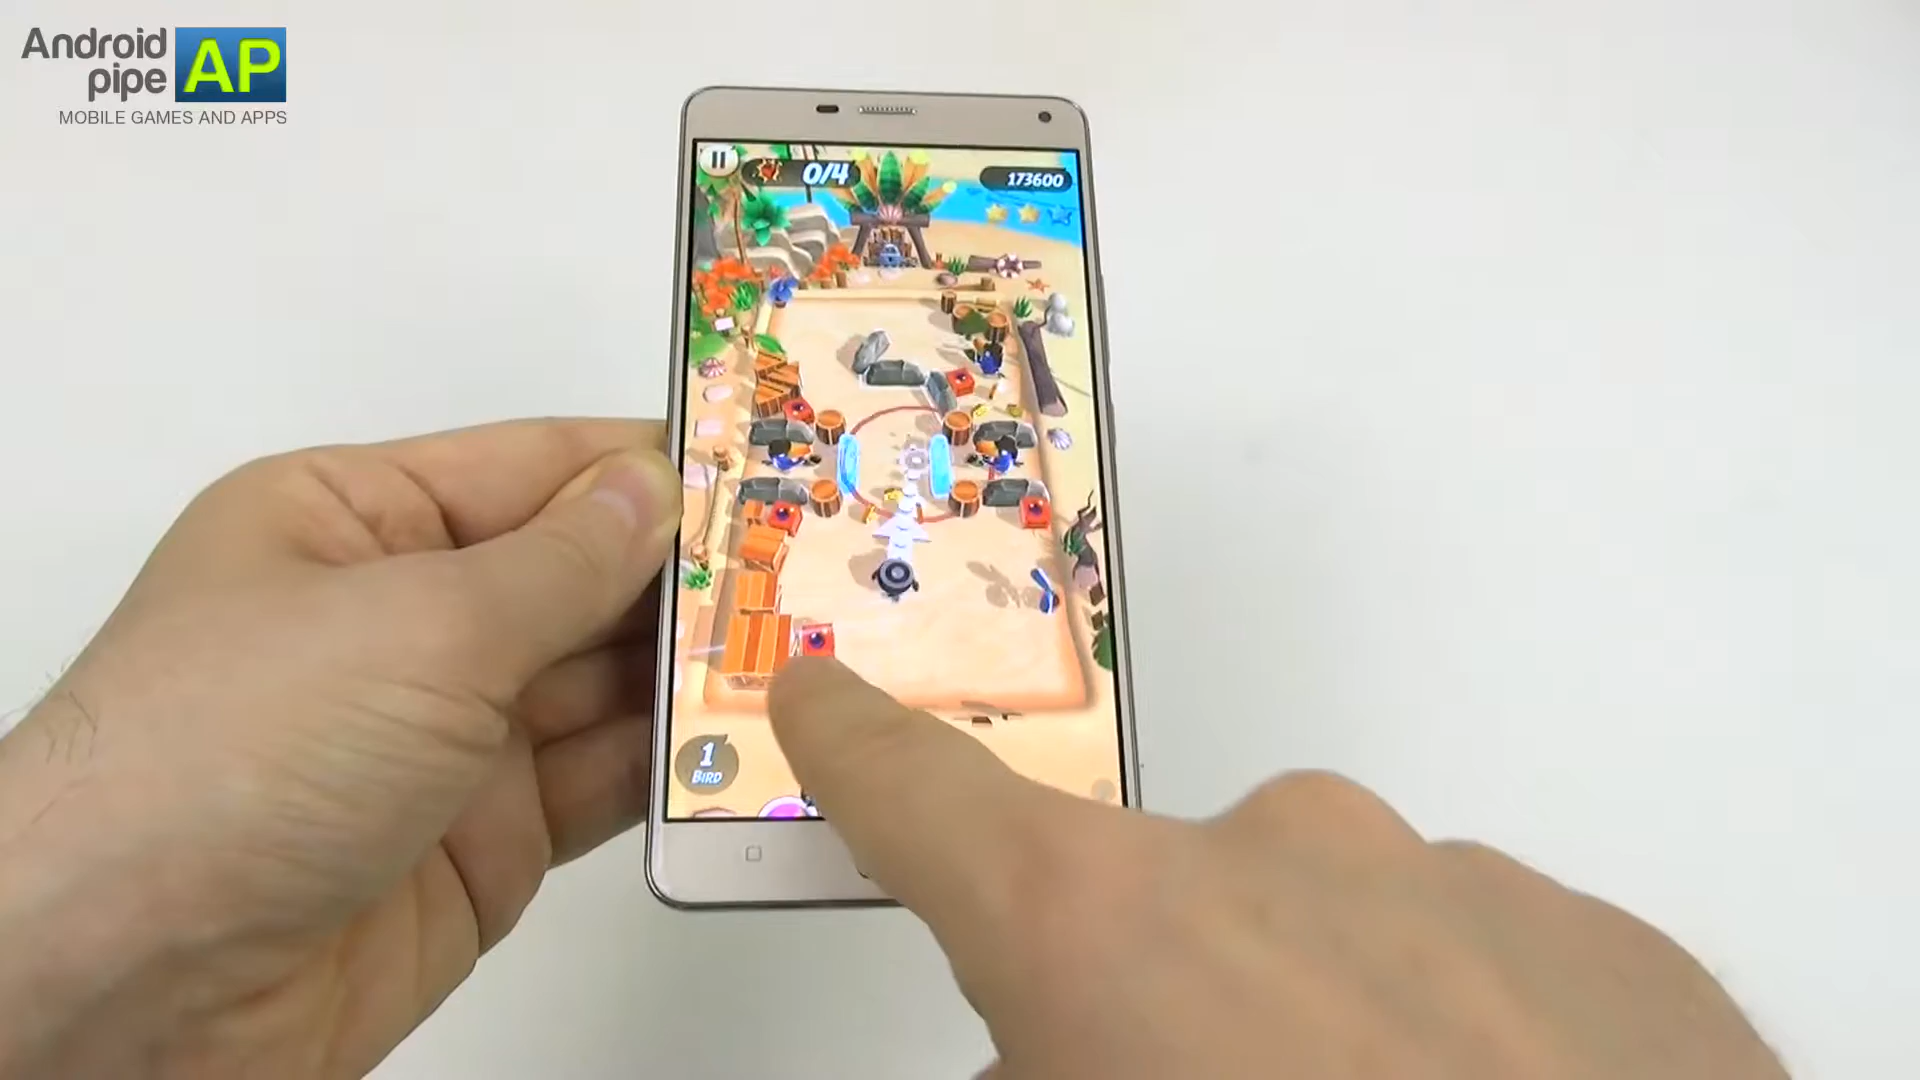 Android
pipe
AP
MOBILE GAMES AND APPS
0/4
173600
1
BIRD